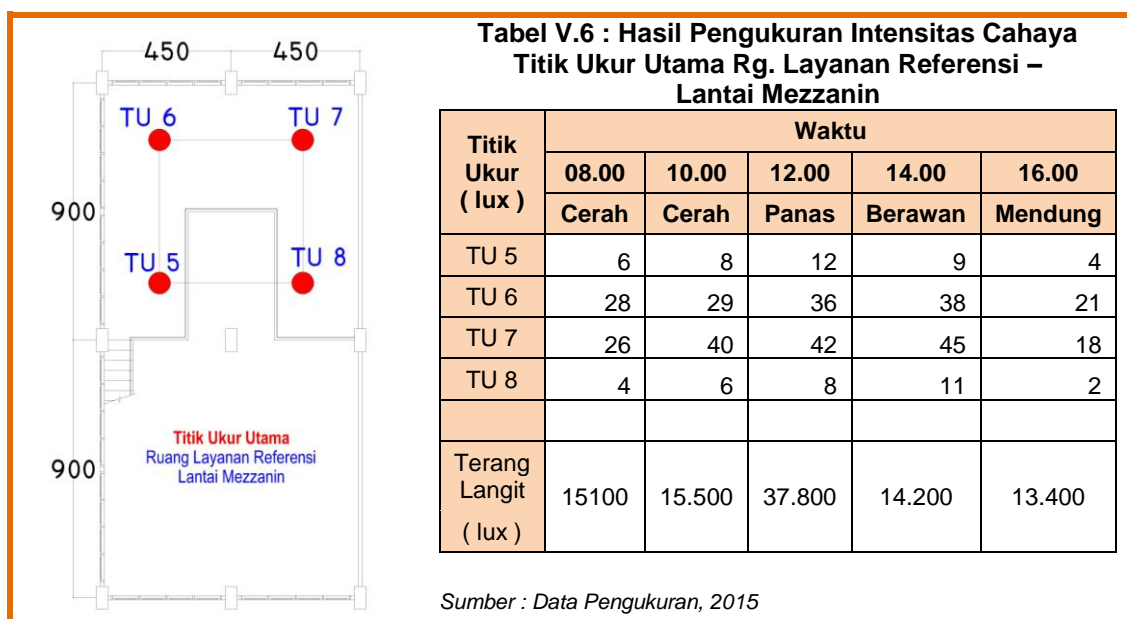 450 450
TU 6 TU 7
900
TU 5 TU 8
900
Titik Ukur Utama
Ruang Layanan Referensi
Lantai Mezzanin
Tabel V.6 : Hasil Pengukuran Intensitas Cahaya
Titik Ukur Utama Rg. Layanan Referensi –
Lantai Mezzanin
Titik Ukur ( lux ) Waktu
08.00 10.00 12.00 14.00 16.00
Cerah Cerah Panas Berawan Mendung
TU 5 6 8 12 9 4
TU 6 28 29 36 38 21
TU 7 26 40 42 45 18
TU 8 4 6 8 11 2
Terang Langit ( lux ) 15100 15.500 37.800 14.200 13.400
Sumber : Data Pengukuran, 2015